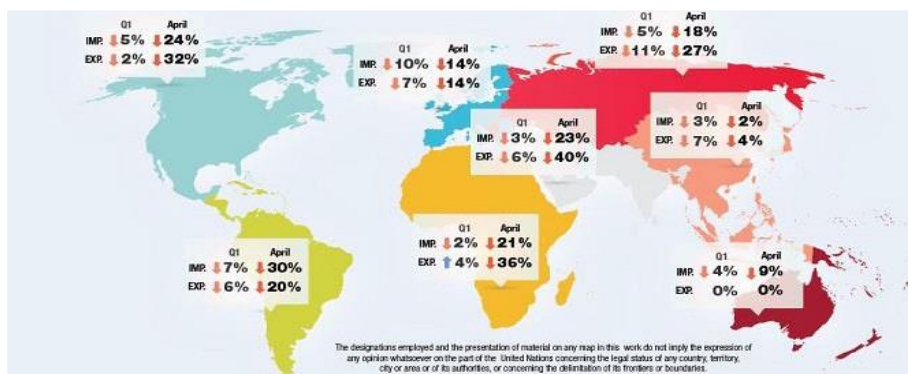 Q1 April
IMP. 5% 24%
EXP. 2% 32%
Q1 April
IMP. 10% 14%
EXP. 7% 14%
Q1 April
IMP. 5% 18%
EXP. 11% 27%
Q1 April
IMP. 3% 23%
EXP. 6% 40%
Q1 April
IMP. 3% 2%
EXP. 7% 4%
Q1 April
IMP. 7% 30%
EXP. 6% 20%
Q1 April
IMP. 2% 21%
EXP. 4% 36%
Q1 April
IMP. 4% 9%
EXP. 0% 0%
The designations employed and the presentation of material on any map in this work do not imply the expression of
any opinion whatsoever on the part of the United Nations concerning the legal status of any country, territory,
city or area or of its authorities, or concerning the delimitation of its frontiers or boundaries.